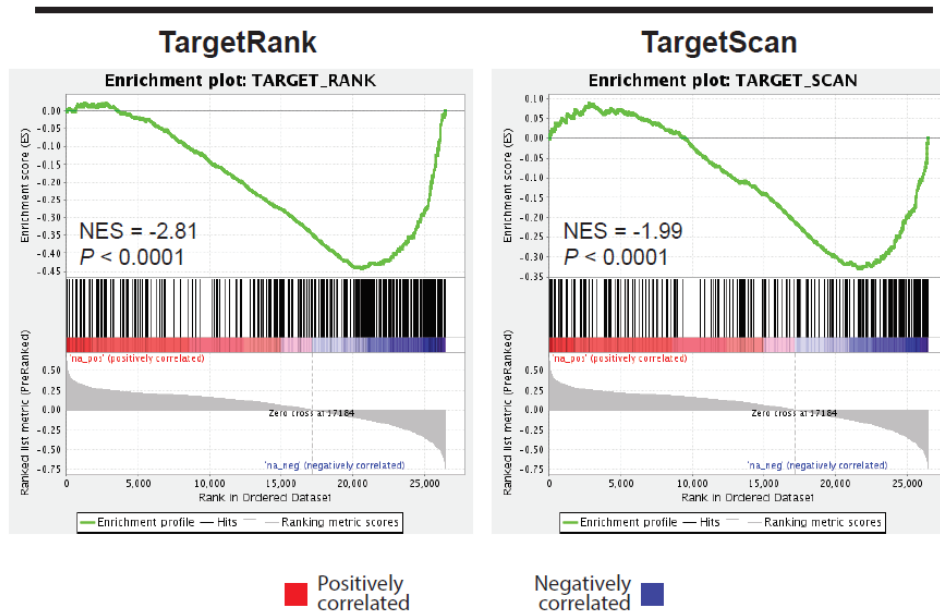 TargetRank
Enrichment plot: TARGET_RANK
Enrichment score (ES)
0.00
-0.05
-0.10
-0.15
-0.20
-0.25
-0.30
-0.35
-0.40
-0.45
NES = -2.81
P < 0.0001
'na_pos' (positively correlated)
Ranked list metric (PreRanked)
0.50
0.25
0.00
-0.25
-0.50
-0.75
Zero cross at 17184
'na_neg' (negatively correlated)
0 5,000 10,000 15,000 20,000 25,000
Rank in Ordered Dataset
Enrichment profile Hits Ranking metric scores
TargetScan
Enrichment plot: TARGET_SCAN
Enrichment score (ES)
0.10
0.05
0.00
-0.05
-0.10
-0.15
-0.20
-0.25
-0.30
-0.35
NES = -1.99
P < 0.0001
'na_pos' (positively correlated)
Ranked list metric (PreRanked)
0.50
0.25
0.00
-0.25
-0.50
-0.75
Zero cross at 17184
'na_neg' (negatively correlated)
0 5,000 10,000 15,000 20,000 25,000
Rank in Ordered Dataset
Enrichment profile Hits Ranking metric scores
Positively
correlated
Negatively
correlated